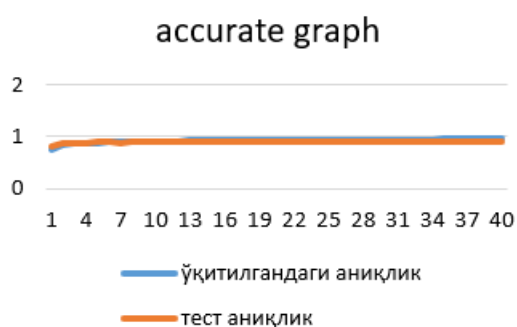 accurate graph
2
1
0
1 4 7 10 13 16 19 22 25 28 31 34 37 40
ўқитилгандаги аниқлик
тест аниқлик